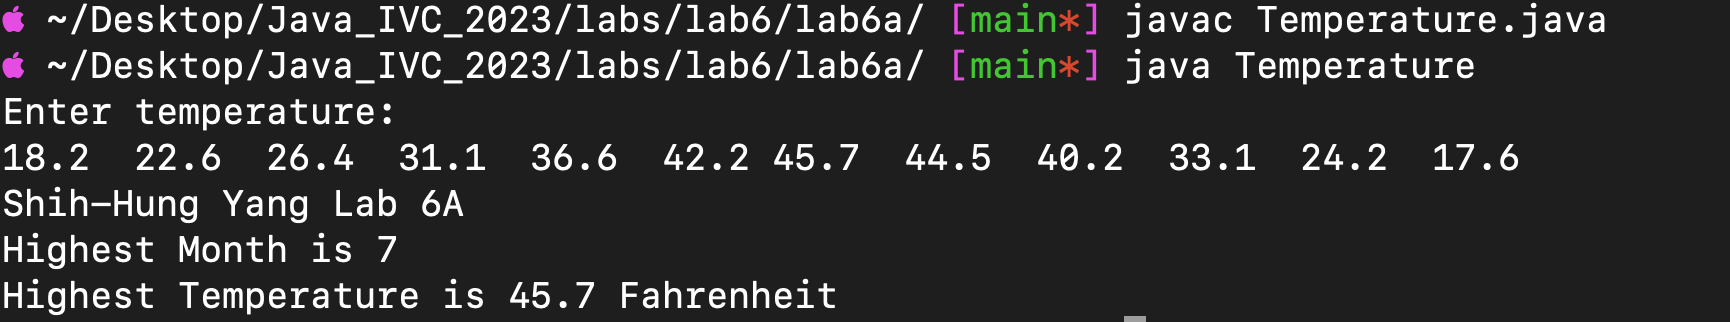 ~/Desktop/Java_IVC_2023/labs/lab6/lab6a/ [main*] javac Temperature.java
~/Desktop/Java_IVC_2023/labs/lab6/lab6a/ [main*] java Temperature
Enter temperature:
18.2  22.6  26.4  31.1  36.6  42.2 45.7  44.5  40.2  33.1  24.2  17.6
Shih-Hung Yang Lab 6A
Highest Month is 7
Highest Temperature is 45.7 Fahrenheit